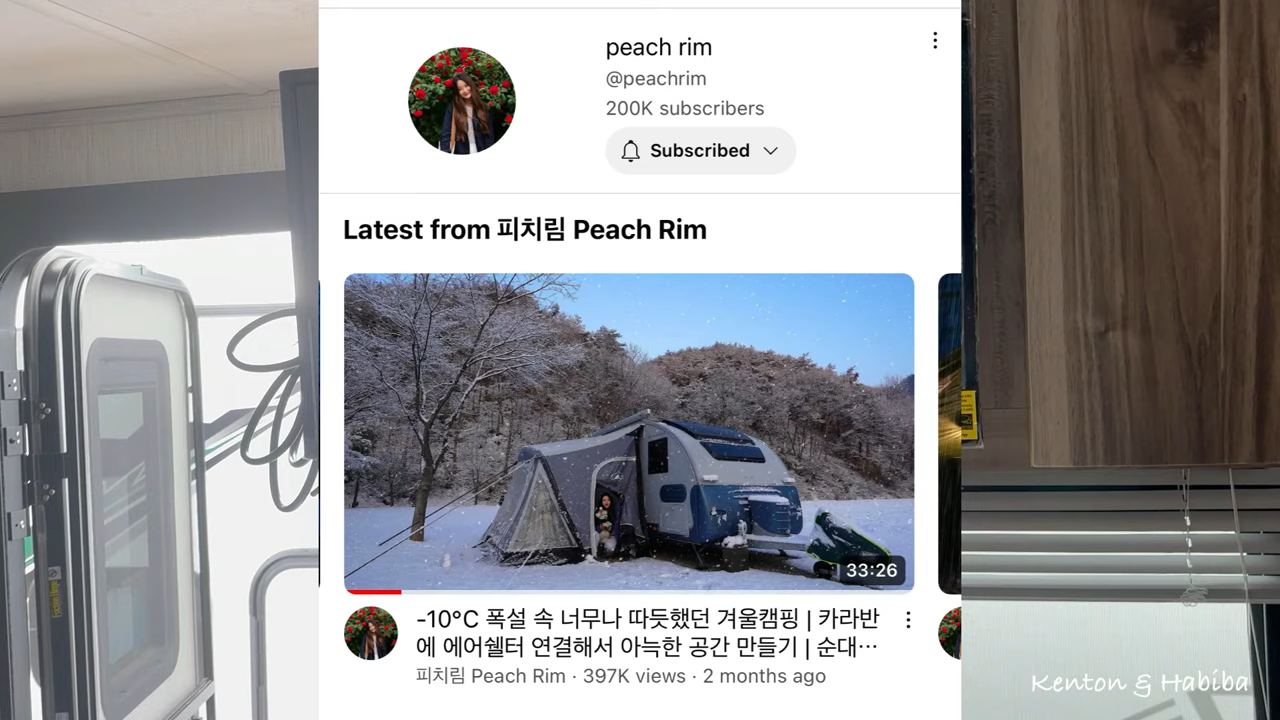 peach rim
@peachrim
200K subscribers
Subscribed
Latest from 피치림 Peach Rim
33:26
-10°C 폭설 속 너무나 따듯했던 겨울캠핑 | 카라반
에 에어쉘터 연결해서 아늑한 공간 만들기 | 순대…
피치림 Peach Rim · 397K views · 2 months ago
Kenton & Habiba